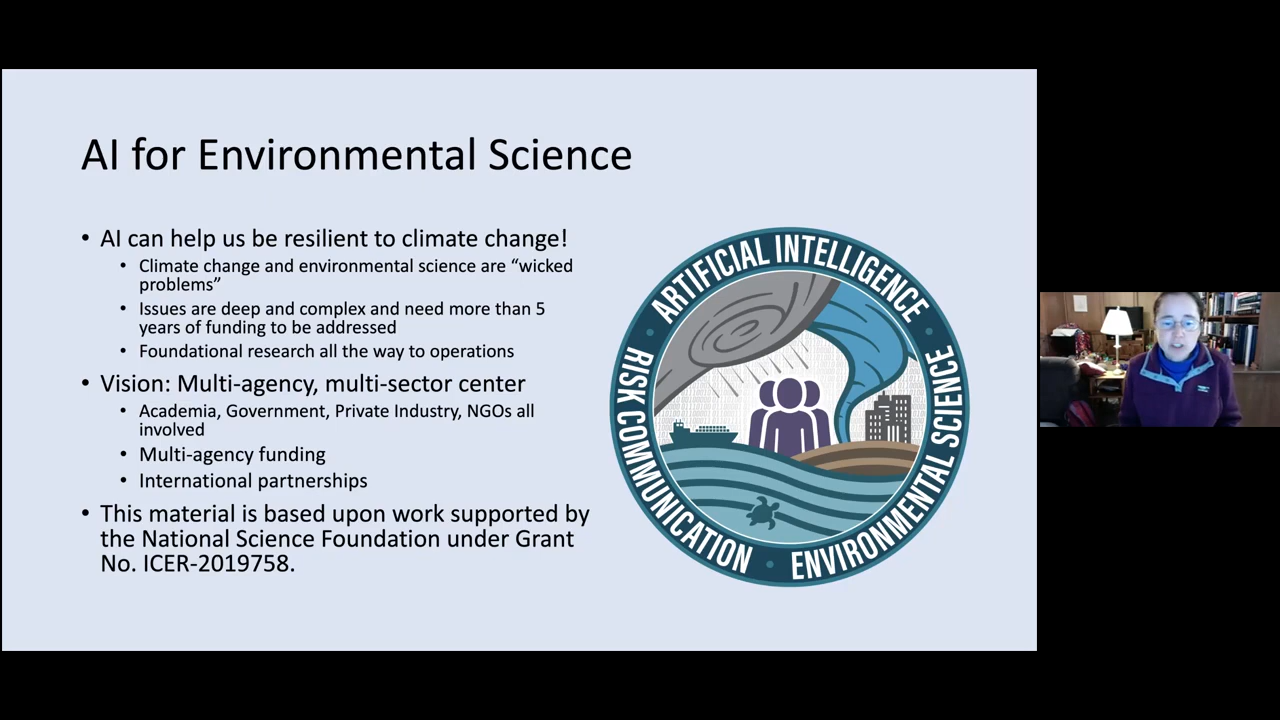 AI for Environmental Science
• AI can help us be resilient to climate change!
• Climate change and environmental science are “wicked
problems”
• Issues are deep and complex and need more than 5
years of funding to be addressed
• Foundational research all the way to operations
• Vision: Multi-agency, multi-sector center
• Academia, Government, Private Industry, NGOs all
involved
• Multi-agency funding
• International partnerships
• This material is based upon work supported by
the National Science Foundation under Grant
No. ICER-2019758.
ARTIFICIAL INTELLIGENCE
RISK COMMUNICATION
ENVIRONMENTAL SCIENCE